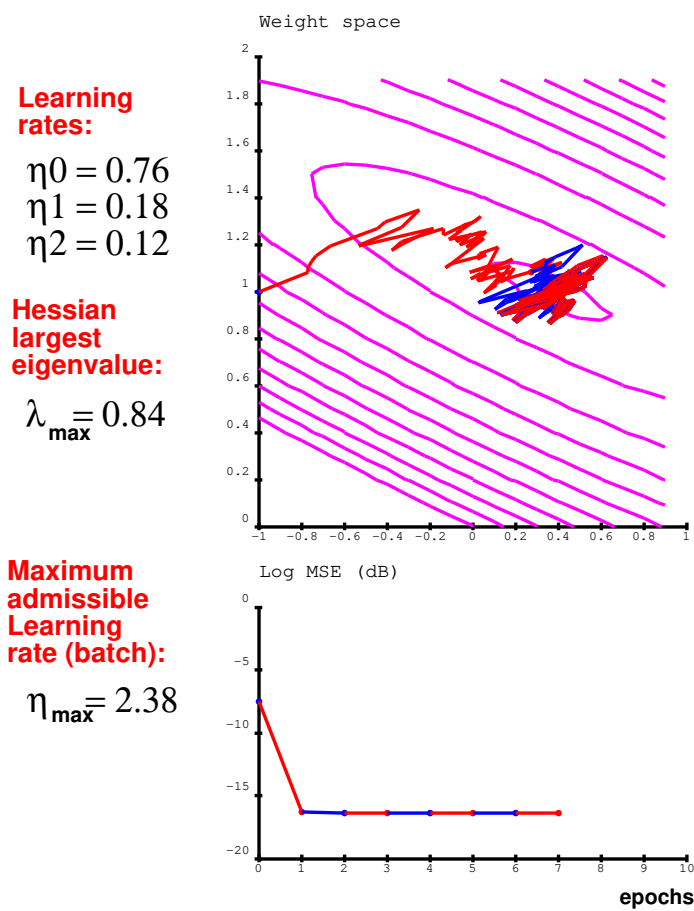 Weight space
Learning
rates:
η0 = 0.76
η1 = 0.18
η2 = 0.12
Hessian
largest
eigenvalue:
λmax= 0.84
2
1.8
1.6
1.4
1.2
1
0.8
0.6
0.4
0.2
0
-1 -0.8 -0.6 -0.4 -0.2 0 0.2 0.4 0.6 0.8 1
Maximum
admissible
Learning
rate (batch):
ηmax= 2.38
Log MSE (dB)
0
-5
-10
-15
-20
0 1 2 3 4 5 6 7 8 9 10
epochs